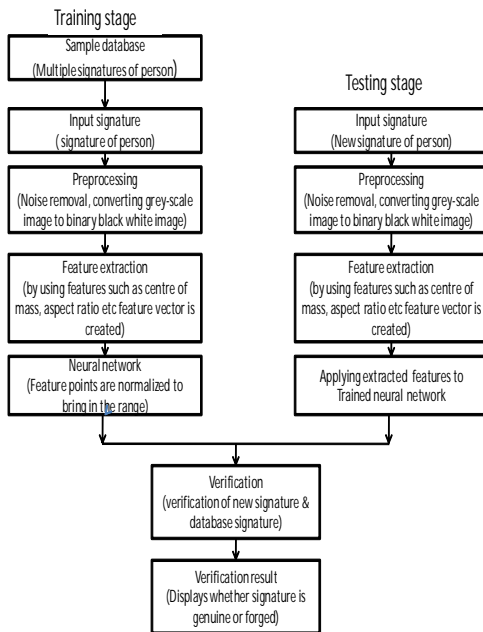 Training stage
Sample database
(Multiple signatures of person)
Input signature
( signature of person)
Preprocessing
(Noise removal, converting grey-scale
image to binary black white image)
Feature extraction
(by using features such as centre of
mass, aspect ratio etc feature vector is
created)
Neural network
(Feature points are normalized to
bring in the range)
Testing stage
Input signature
(New signature of person)
Preprocessing
(Noise removal, converting grey-scale
image to binary black white image)
Feature extraction
(by using features such as centre of
mass, aspect ratio etc feature vector is
created)
Applying extracted features to
Trained neural network
Verification
(verification of new signature &
database signature)
Verification result
(Displays whether signature is
genuine or forged)